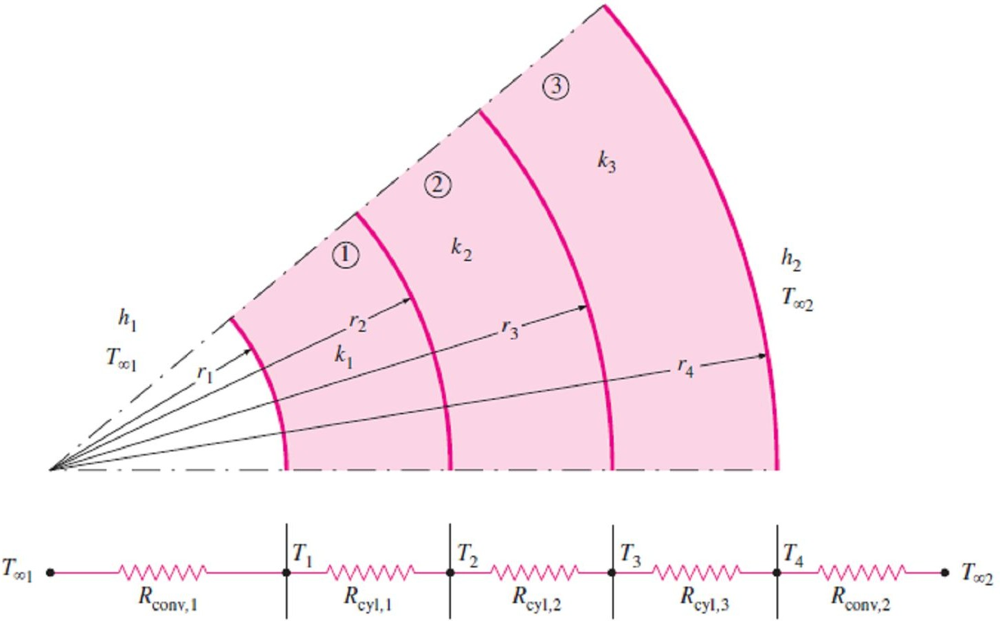 ③
k₃
②
k₂
①
h₂
T∞2
h₁
T∞1
r₂
r₃
k₁
r₁
r₄
T∞1
T₁
T₂
T₃
T₄
T∞2
Rconv,1
Rcyl,1
Rcyl,2
Rcyl,3
Rconv,2